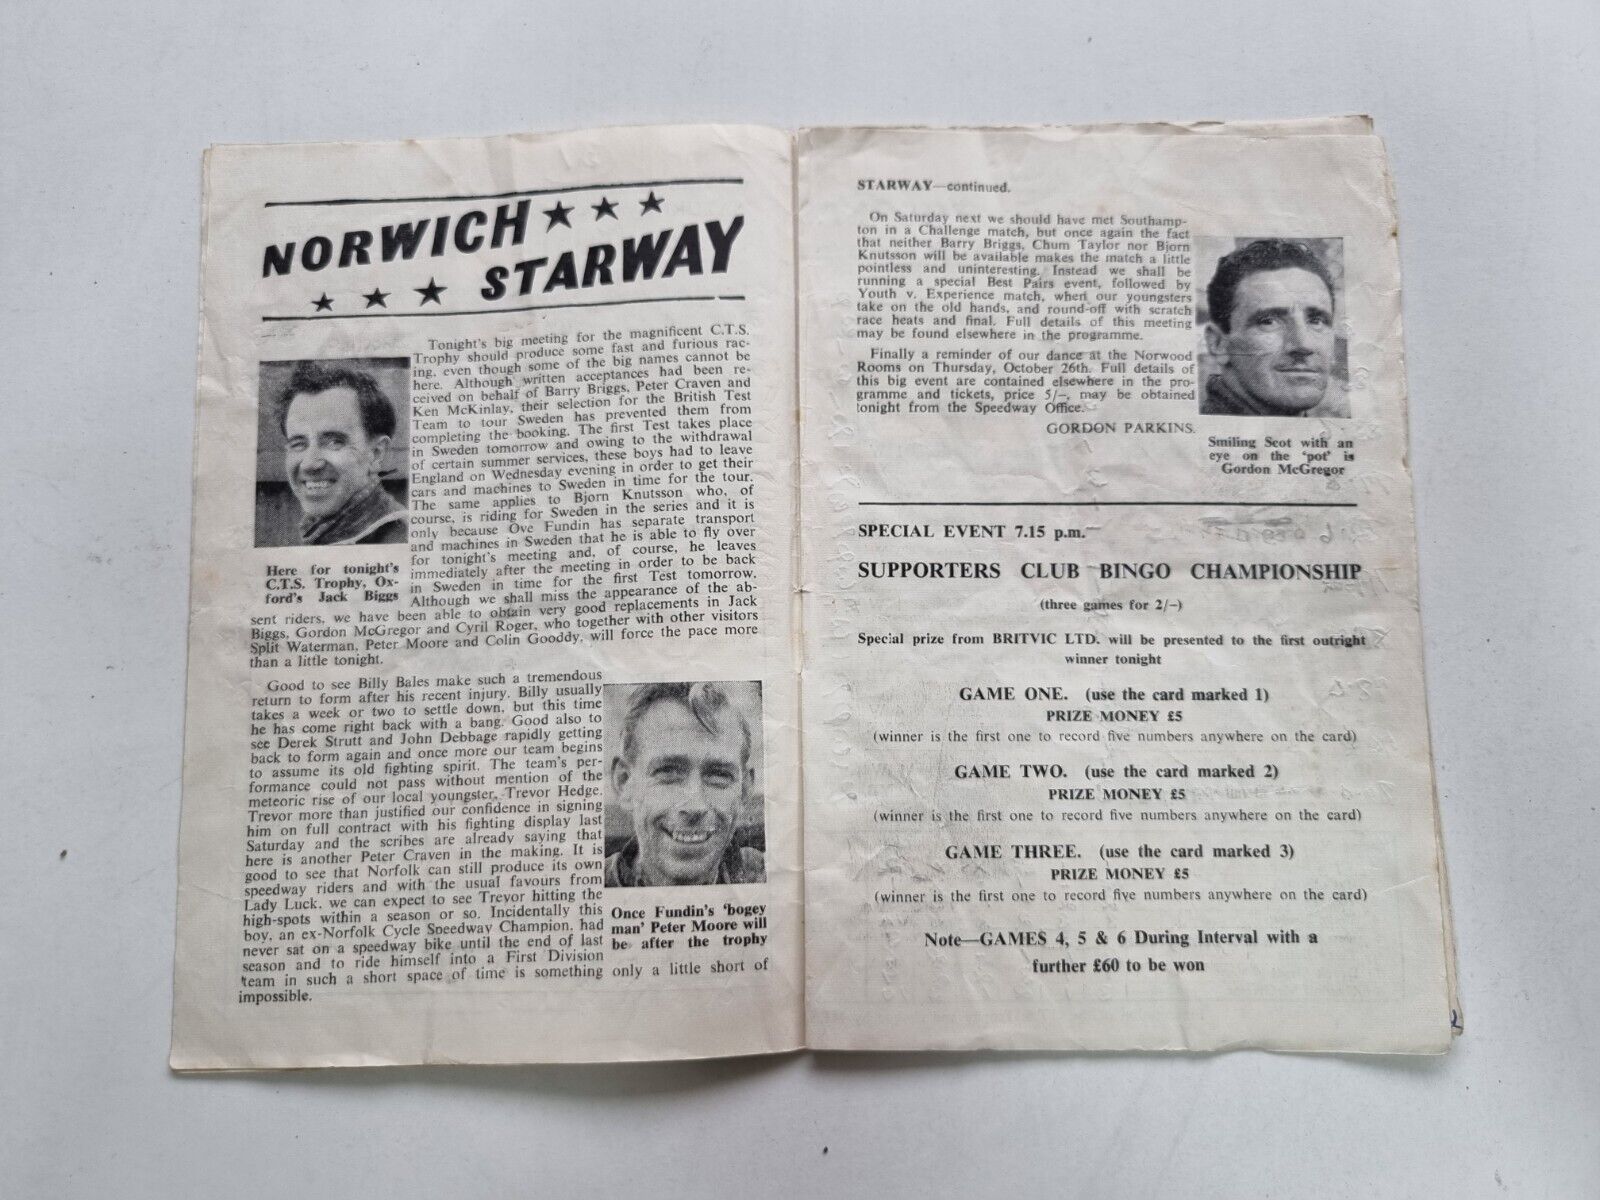 NORWICH
STARWAY
Tonight's big meeting for the magnificent C.T.S.
Trophy should produce some fast and furious rac-
ing, even though some of the big names cannot be
here. Although written acceptances had been re-
ceived on behalf of Barry Briggs, Peter Craven and
Ken McKinlay, their selection for the British Test
Team to tour Sweden has prevented them from
completing the booking. The first Test takes place
in Sweden tomorrow and owing to the withdrawal
of certain summer services, these boys had to leave
England on Wednesday evening in order to get their
cars and machines to Sweden in time for the tour.
The same applies to Bjorn Knutsson who, of
course, is riding for Sweden in the series and it is
only because Ove Fundin has separate transport
and machines in Sweden that he is able to fly over
for tonight's meeting and, of course, he leaves
immediately after the meeting in order to be back
in Sweden in time for the first Test tomorrow.
Although we shall miss the appearance of the ab-
sent riders, we have been able to obtain very good replacements in Jack
Biggs, Gordon McGregor and Cyril Roger, who together with other visitors
Split Waterman, Peter Moore and Colin Gooddy, will force the pace more
than a little tonight.
Here for tonight's
C.T.S. Trophy, Ox-
ford's Jack Biggs
Good to see Billy Bales make such a tremendous
return to form after his recent injury. Billy usually
takes a week or two to settle down, but this time
he has come right back with a bang. Good also to
see Derek Strutt and John Debbage rapidly getting
back to form again and once more our team begins
to assume its old fighting spirit. The team's per-
formance could not pass without mention of the
meteoric rise of our local youngster, Trevor Hedge.
Trevor more than justified our confidence in signing
him on full contract with his fighting display last
Saturday and the scribes are already saying that
here is another Peter Craven in the making. It is
good to see that Norfolk can still produce its own
speedway riders and with the usual favours from
Lady Luck, we can expect to see Trevor hitting the
high-spots within a season or so. Incidentally this
boy, an ex-Norfolk Cycle Speedway Champion, had
never sat on a speedway bike until the end of last
season and to ride himself into a First Division
team in such a short space of time is something only a little short of
impossible.
Once Fundin's 'bogey
man' Peter Moore will
be after the trophy
STARWAY—continued.
On Saturday next we should have met Southamp-
ton in a Challenge match, but once again the fact
that neither Barry Briggs, Chum Taylor nor Bjorn
Knutsson will be available makes the match a little
pointless and uninteresting. Instead we shall be
running a special Best Pairs event, followed by
Youth v. Experience match, when our youngsters
take on the old hands, and round-off with scratch
race heats and final. Full details of this meeting
may be found elsewhere in the programme.
Finally a reminder of our dance at the Norwood
Rooms on Thursday, October 26th. Full details of
this big event are contained elsewhere in the pro-
gramme and tickets, price 5/–, may be obtained
tonight from the Speedway Office.
GORDON PARKINS.
Smiling Scot with an
eye on the 'pot' is
Gordon McGregor
SPECIAL EVENT 7.15 p.m.
SUPPORTERS CLUB BINGO CHAMPIONSHIP
(three games for 2/–)
Special prize from BRITVIC LTD. will be presented to the first outright
winner tonight
GAME ONE. (use the card marked 1)
PRIZE MONEY £5
(winner is the first one to record five numbers anywhere on the card)
GAME TWO. (use the card marked 2)
PRIZE MONEY £5
(winner is the first one to record five numbers anywhere on the card)
GAME THREE. (use the card marked 3)
PRIZE MONEY £5
(winner is the first one to record five numbers anywhere on the card)
Note—GAMES 4, 5 & 6 During Interval with a
further £60 to be won